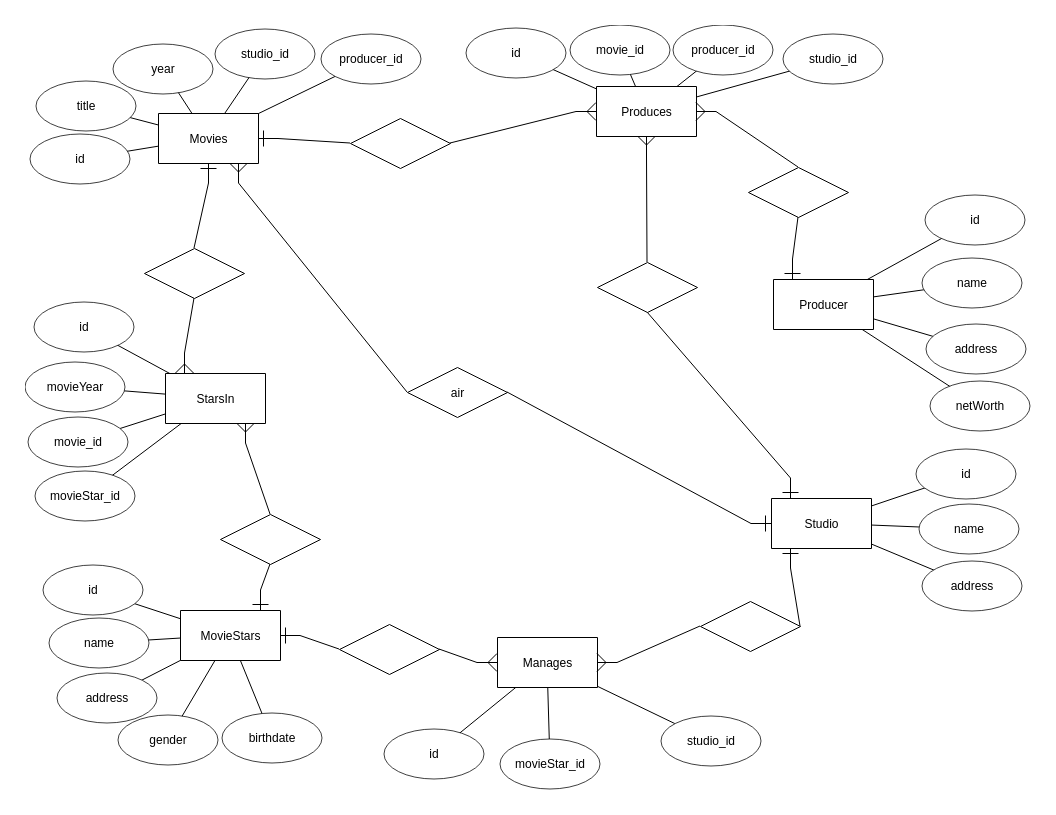 studio_id
producer_id
year
title
id
Movies
id
movie_id
producer_id
studio_id
Produces
id
name
Producer
address
netWorth
id
movieYear
StarsIn
movie_id
movieStar_id
air
id
Studio
name
address
id
name
MovieStars
address
gender
birthdate
Manages
id
movieStar_id
studio_id